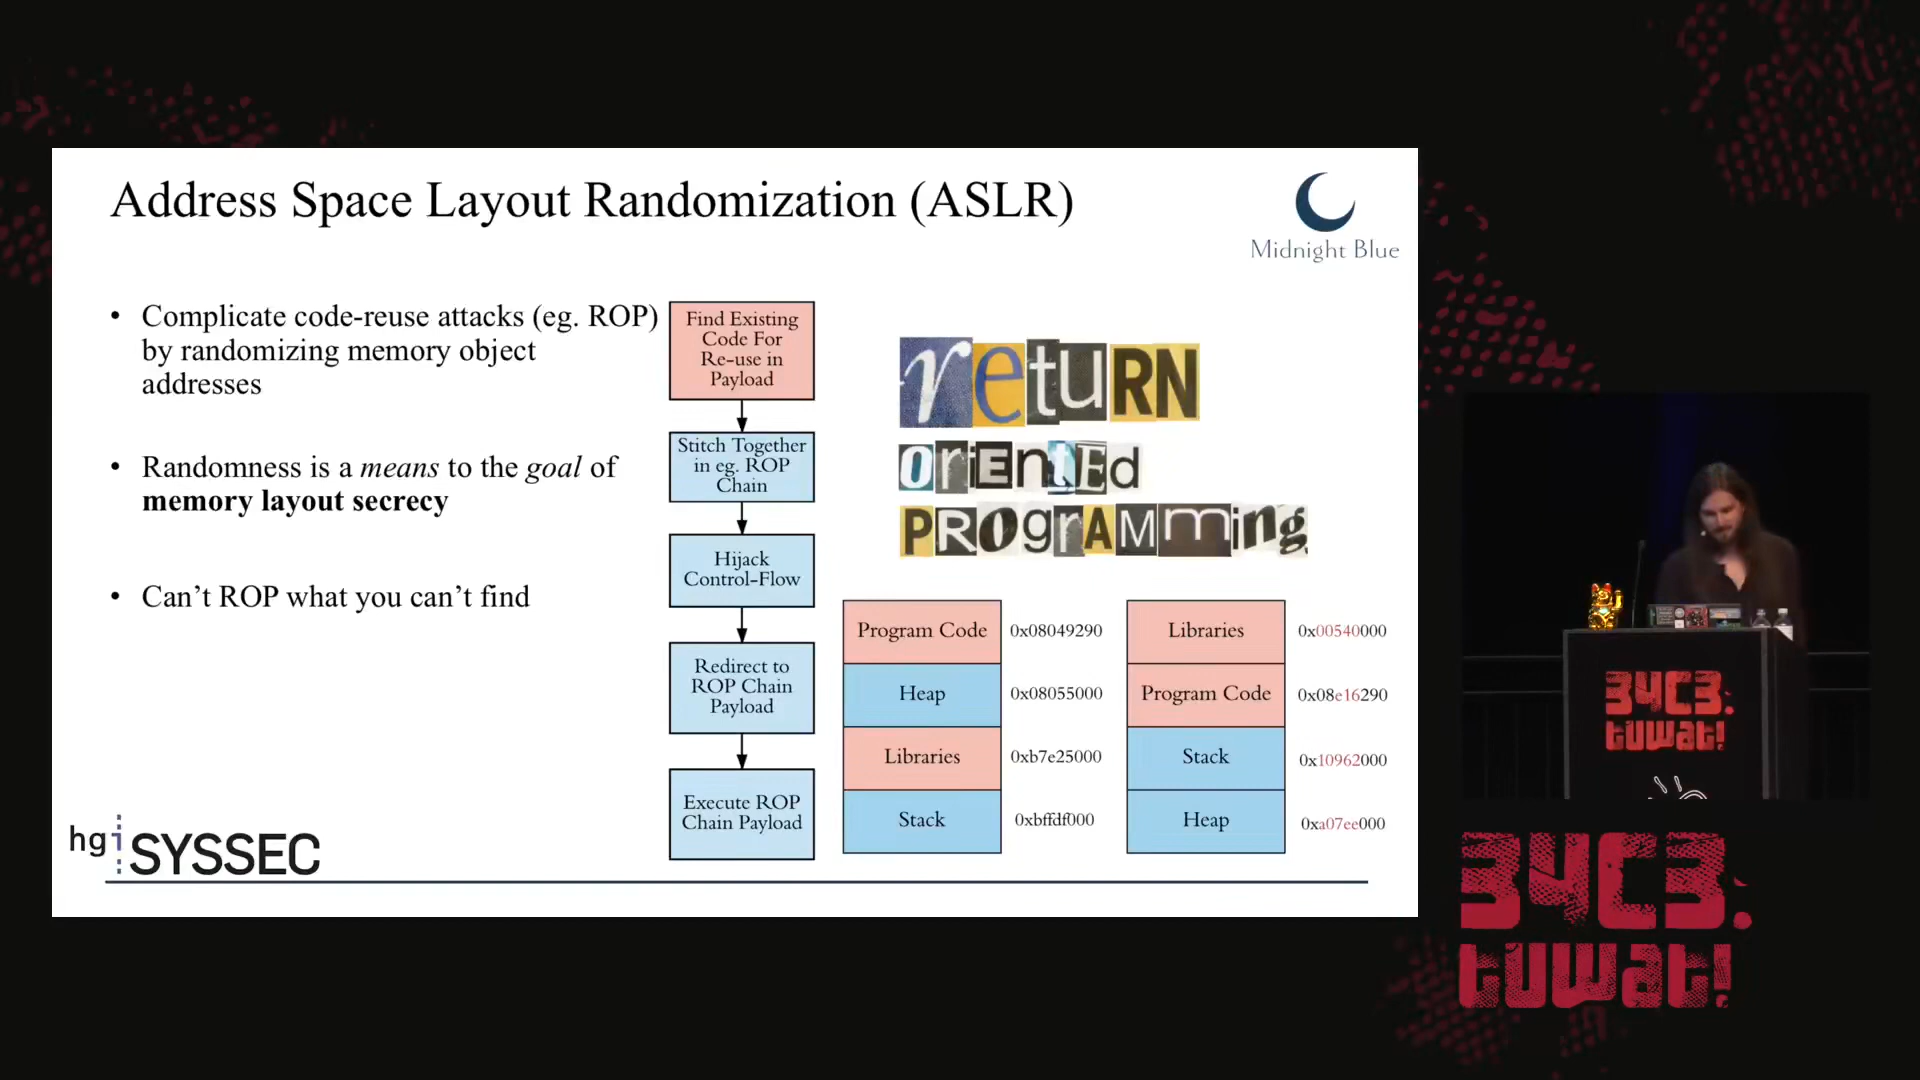 Address Space Layout Randomization (ASLR)
Midnight Blue
• Complicate code-reuse attacks (eg. ROP)
by randomizing memory object
addresses
• Randomness is a means to the goal of
memory layout secrecy
• Can't ROP what you can't find
Find Existing
Code For
Re-use in
Payload
Stitch Together
in eg. ROP
Chain
Hijack
Control-Flow
Redirect to
ROP Chain
Payload
Execute ROP
Chain Payload
retuRN
OriEntEd
PROgrAMming
Program Code 0x08049290
Heap 0x08055000
Libraries 0xb7e25000
Stack 0xbffdf000
Libraries 0x00540000
Program Code 0x08e16290
Stack 0x10962000
Heap 0xa07ee000
hgi SYSSEC
34C3.
tuwat!
34C3.
tuwat!